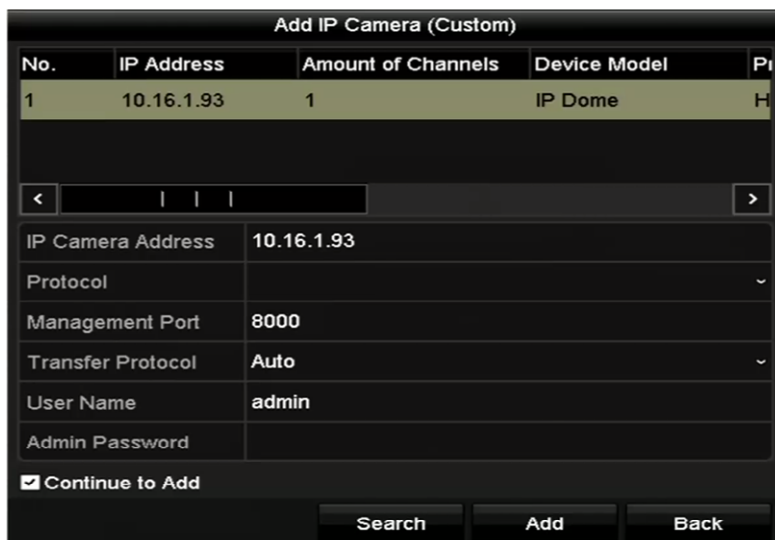 Add IP Camera (Custom)
No. IP Address Amount of Channels Device Model
1 10.16.1.93 1 IP Dome
IP Camera Address 10.16.1.93
Protocol
Management Port 8000
Transfer Protocol Auto
User Name admin
Admin Password
Continue to Add
Search Add Back